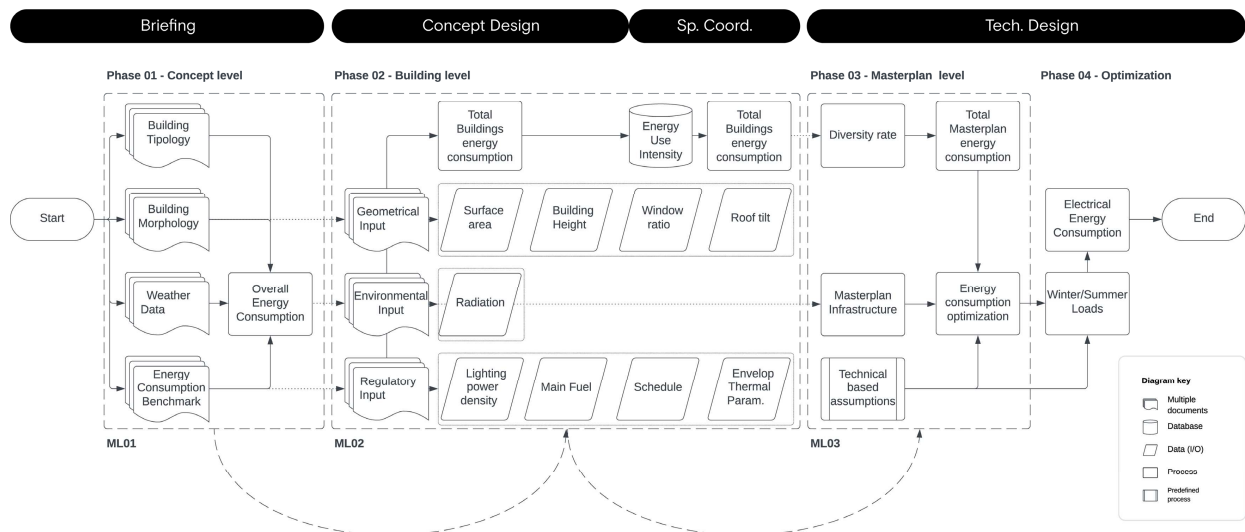 Briefing
Concept Design
Sp. Coord.
Tech. Design
Phase 01 - Concept level
Phase 02 - Building level
Phase 03 - Masterplan level
Phase 04 - Optimization
Building
Tipology
Total
Buildings
energy
consumption
Energy
Use
Intensity
Total
Buildings
energy
consumption
Diversity rate
Total
Masterplan
energy
consumption
Start
Building
Morphology
Geometrical
Input
Surface
area
Building
Height
Window
ratio
Roof tilt
Electrical
Energy
Consumption
End
Weather
Data
Overall
Energy
Consumption
Environmental
Input
Radiation
Masterplan
Infrastructure
Energy
consumption
optimization
Winter/Summer
Loads
Energy
Consumption
Benchmark
Regulatory
Input
Lighting
power
density
Main Fuel
Schedule
Envelop
Thermal
Param.
Technical
based
assumptions
ML01
ML02
ML03
Diagram key
Multiple
documents
Database
Data (I/O)
Process
Predefined
process